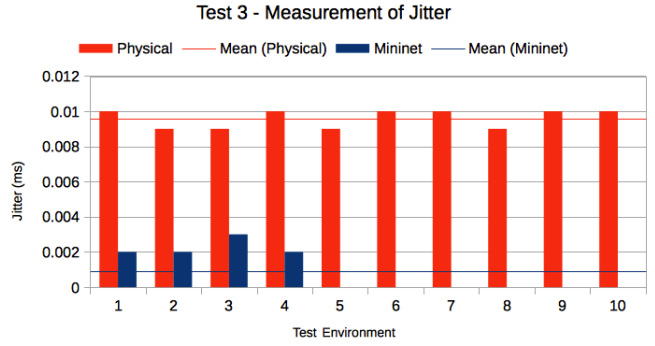 Test 3 - Measurement of Jitter
Physical Mean (Physical) Mininet Mean (Mininet)
0.012
0.01
0.008
0.006
0.004
0.002
0
Jitter (ms)
1 2 3 4 5 6 7 8 9 10
Test Environment